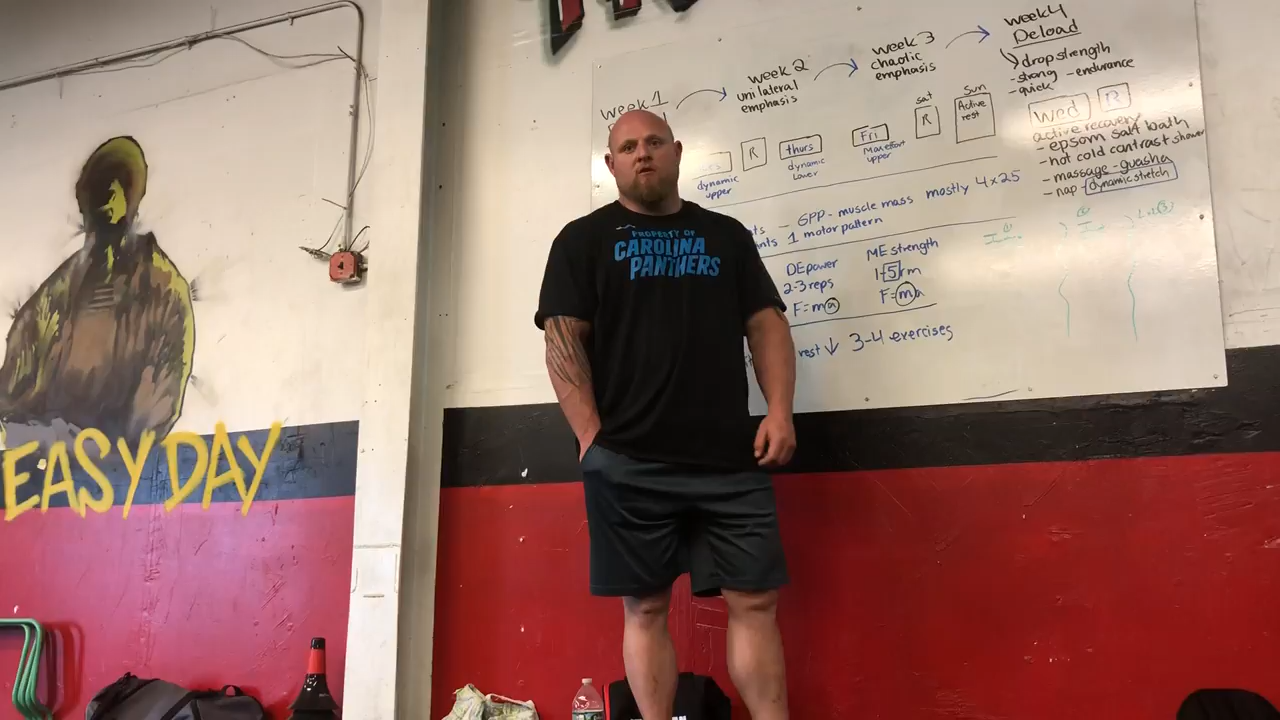 week 1
week 2
unilateral
emphasis
week 3
chaotic
emphasis
week 4
Deload
drop strength
-strong -endurance
-quick
R
thurs
Fri
sat
R
Sun
Active
rest
dynamic
upper
dynamic
lower
Max effort
upper
Wed R
active recovery
- epsom salt bath
- hot cold contrast shower
- massage - guasha
- nap - dynamic stretch
- GPP - muscle mass mostly 4x25
1 motor pattern
DE power
2-3 reps
F=ma
ME strength
1-5 rm
F=ma
rest ↓ 3-4 exercises
PROPERTY OF
CAROLINA
PANTHERS
EASY DAY